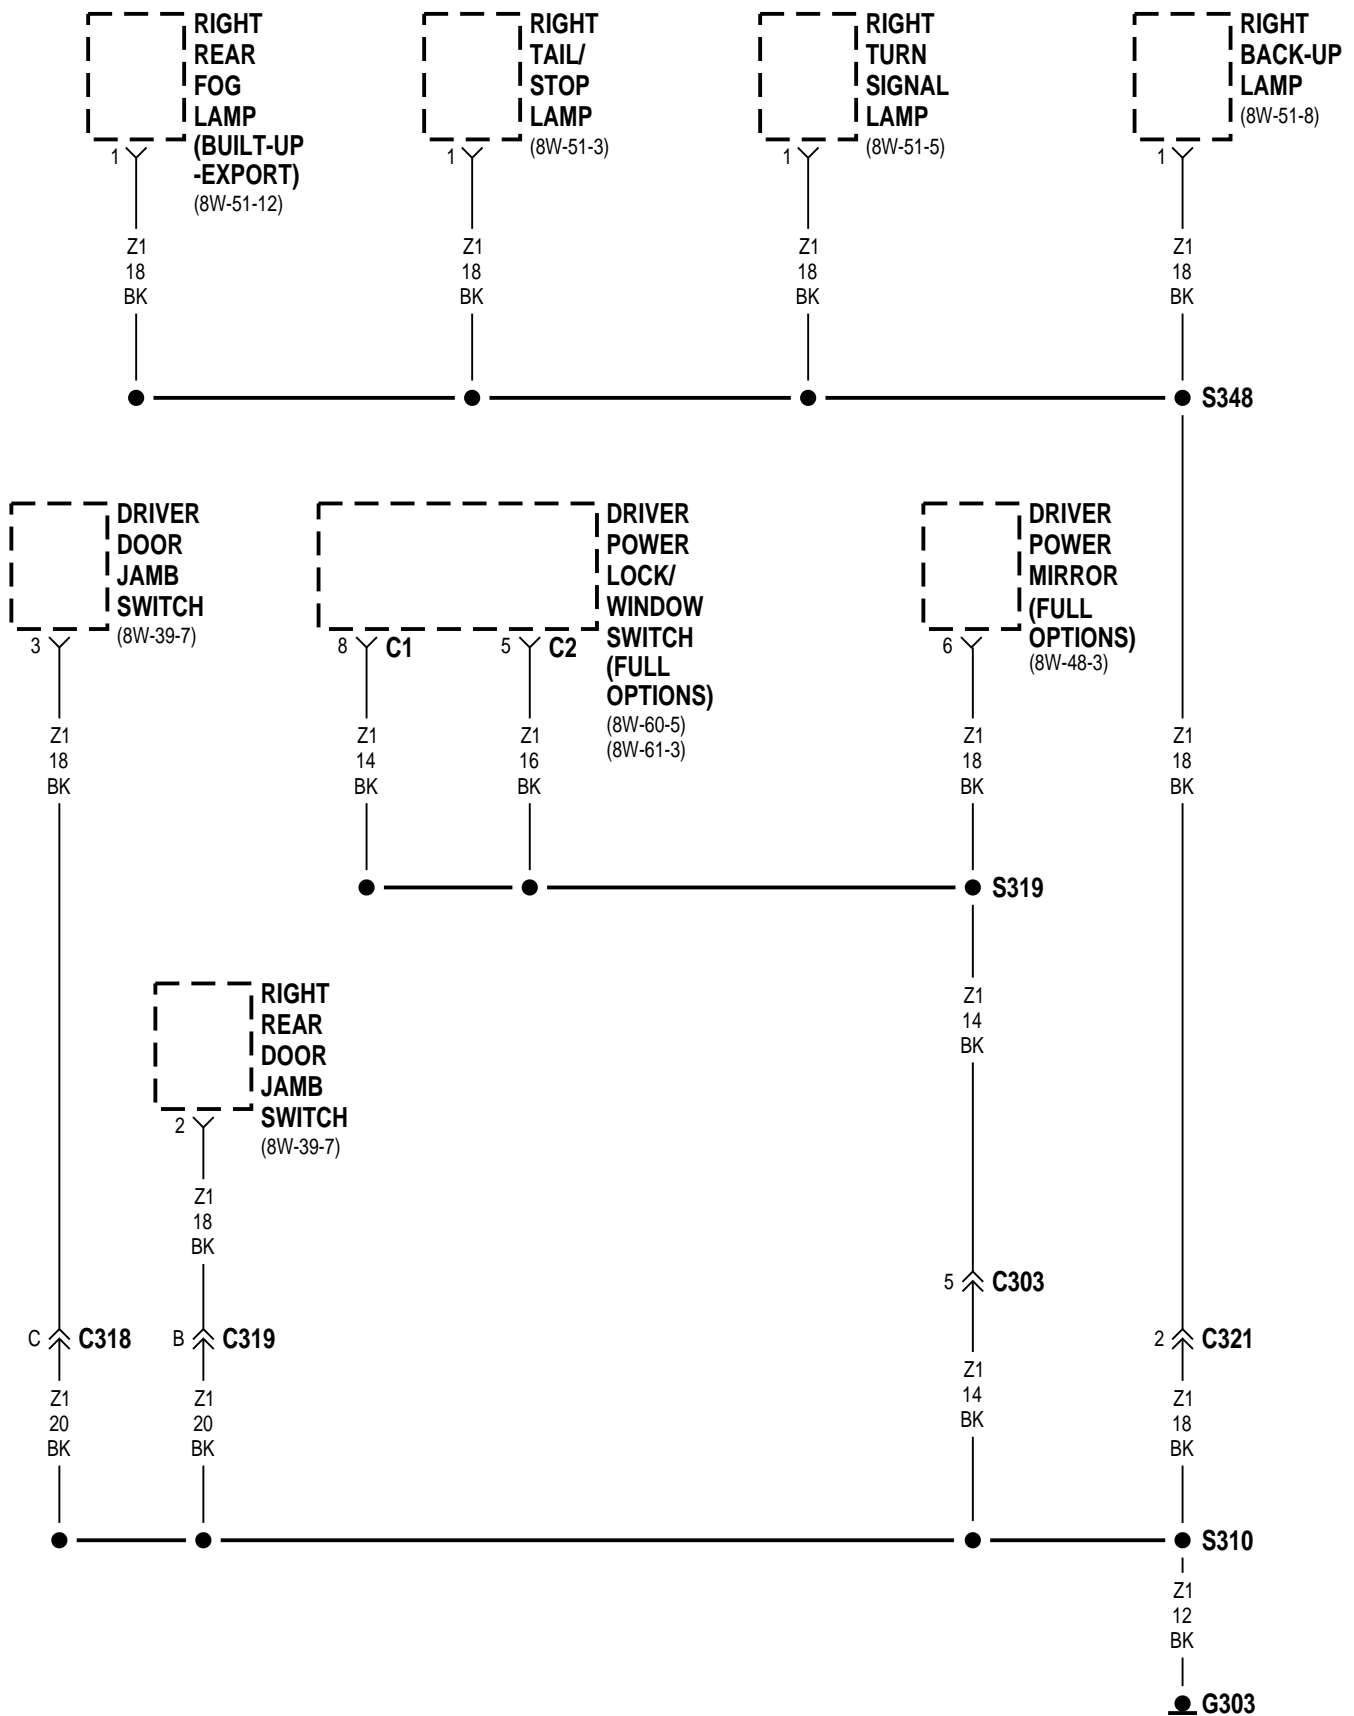 RIGHT
REAR
FOG
LAMP
(BUILT-UP
-EXPORT)
(8W-51-12)
1
Z1
18
BK
RIGHT
TAIL/
STOP
LAMP
(8W-51-3)
1
Z1
18
BK
RIGHT
TURN
SIGNAL
LAMP
(8W-51-5)
1
Z1
18
BK
RIGHT
BACK-UP
LAMP
(8W-51-8)
1
Z1
18
BK
S348
DRIVER
DOOR
JAMB
SWITCH
(8W-39-7)
3
Z1
18
BK
DRIVER
POWER
LOCK/
WINDOW
SWITCH
(FULL
OPTIONS)
(8W-60-5)
(8W-61-3)
8 C1
5 C2
Z1
14
BK
Z1
16
BK
DRIVER
POWER
MIRROR
(FULL
OPTIONS)
(8W-48-3)
6
Z1
18
BK
Z1
18
BK
S319
RIGHT
REAR
DOOR
JAMB
SWITCH
(8W-39-7)
2
Z1
18
BK
Z1
14
BK
5 C303
C C318
B C319
2 C321
Z1
20
BK
Z1
20
BK
Z1
14
BK
Z1
18
BK
S310
Z1
12
BK
G303